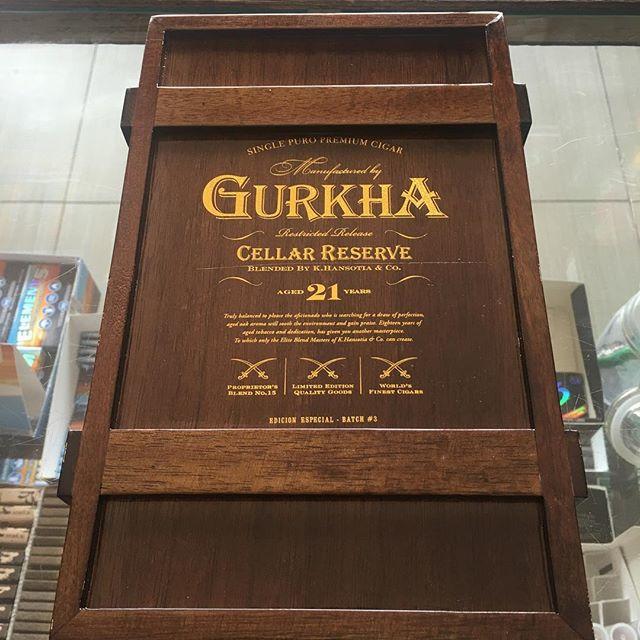 SINGLE PURO PREMIUM CIGAR
Manufactured by
GURKHA
Restricted Release
CELLAR RESERVE
BLENDED BY K.HANSOTIA & CO.
AGED 21 YEARS
Truly balanced to please the aficionado who is searching for a draw of perfection,
aged oak aroma will sooth the environment and gain praise. Eighteen years of
aged tobacco and dedication, has given you another masterpiece.
To which only the Elite Blend Masters of K.Hansotia & Co. can create.
PROPRIETOR'S
BLEND NO.15
LIMITED EDITION
QUALITY GOODS
WORLD'S
FINEST CIGARS
EDICION ESPECIAL - BATCH #3
ELEMENTS